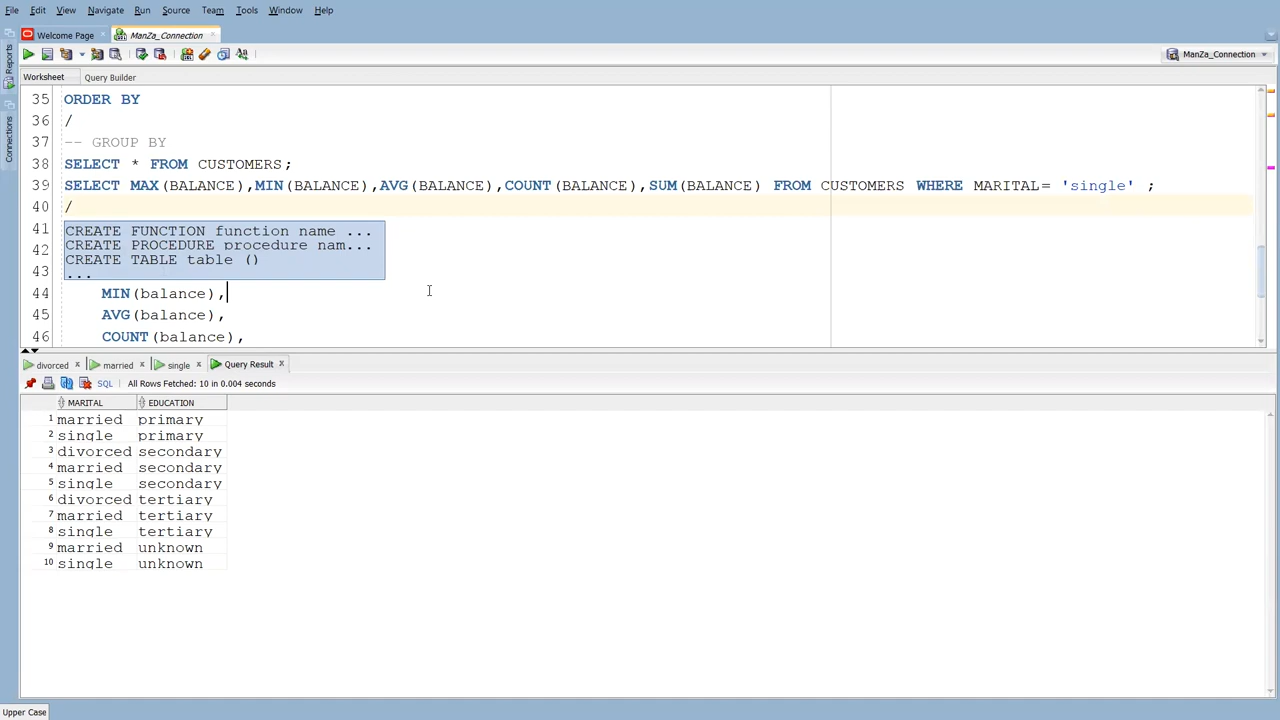 File Edit View Navigate Run Source Team Tools Window Help
Welcome Page ManZa_Connection
ManZa_Connection
Worksheet Query Builder
Reports
Connections
35 ORDER BY
36 /
37 -- GROUP BY
38 SELECT * FROM CUSTOMERS;
39 SELECT MAX(BALANCE),MIN(BALANCE),AVG(BALANCE),COUNT(BALANCE),SUM(BALANCE) FROM CUSTOMERS WHERE MARITAL= 'single' ;
40 /
41 CREATE FUNCTION function name ...
CREATE PROCEDURE procedure nam...
42 CREATE TABLE table ()
43 ...
44 MIN(balance),
45 AVG(balance),
46 COUNT(balance),
divorced married single Query Result
SQL All Rows Fetched: 10 in 0.004 seconds
MARITAL EDUCATION
1 married primary
2 single primary
3 divorced secondary
4 married secondary
5 single secondary
6 divorced tertiary
7 married tertiary
8 single tertiary
9 married unknown
10 single unknown
Upper Case